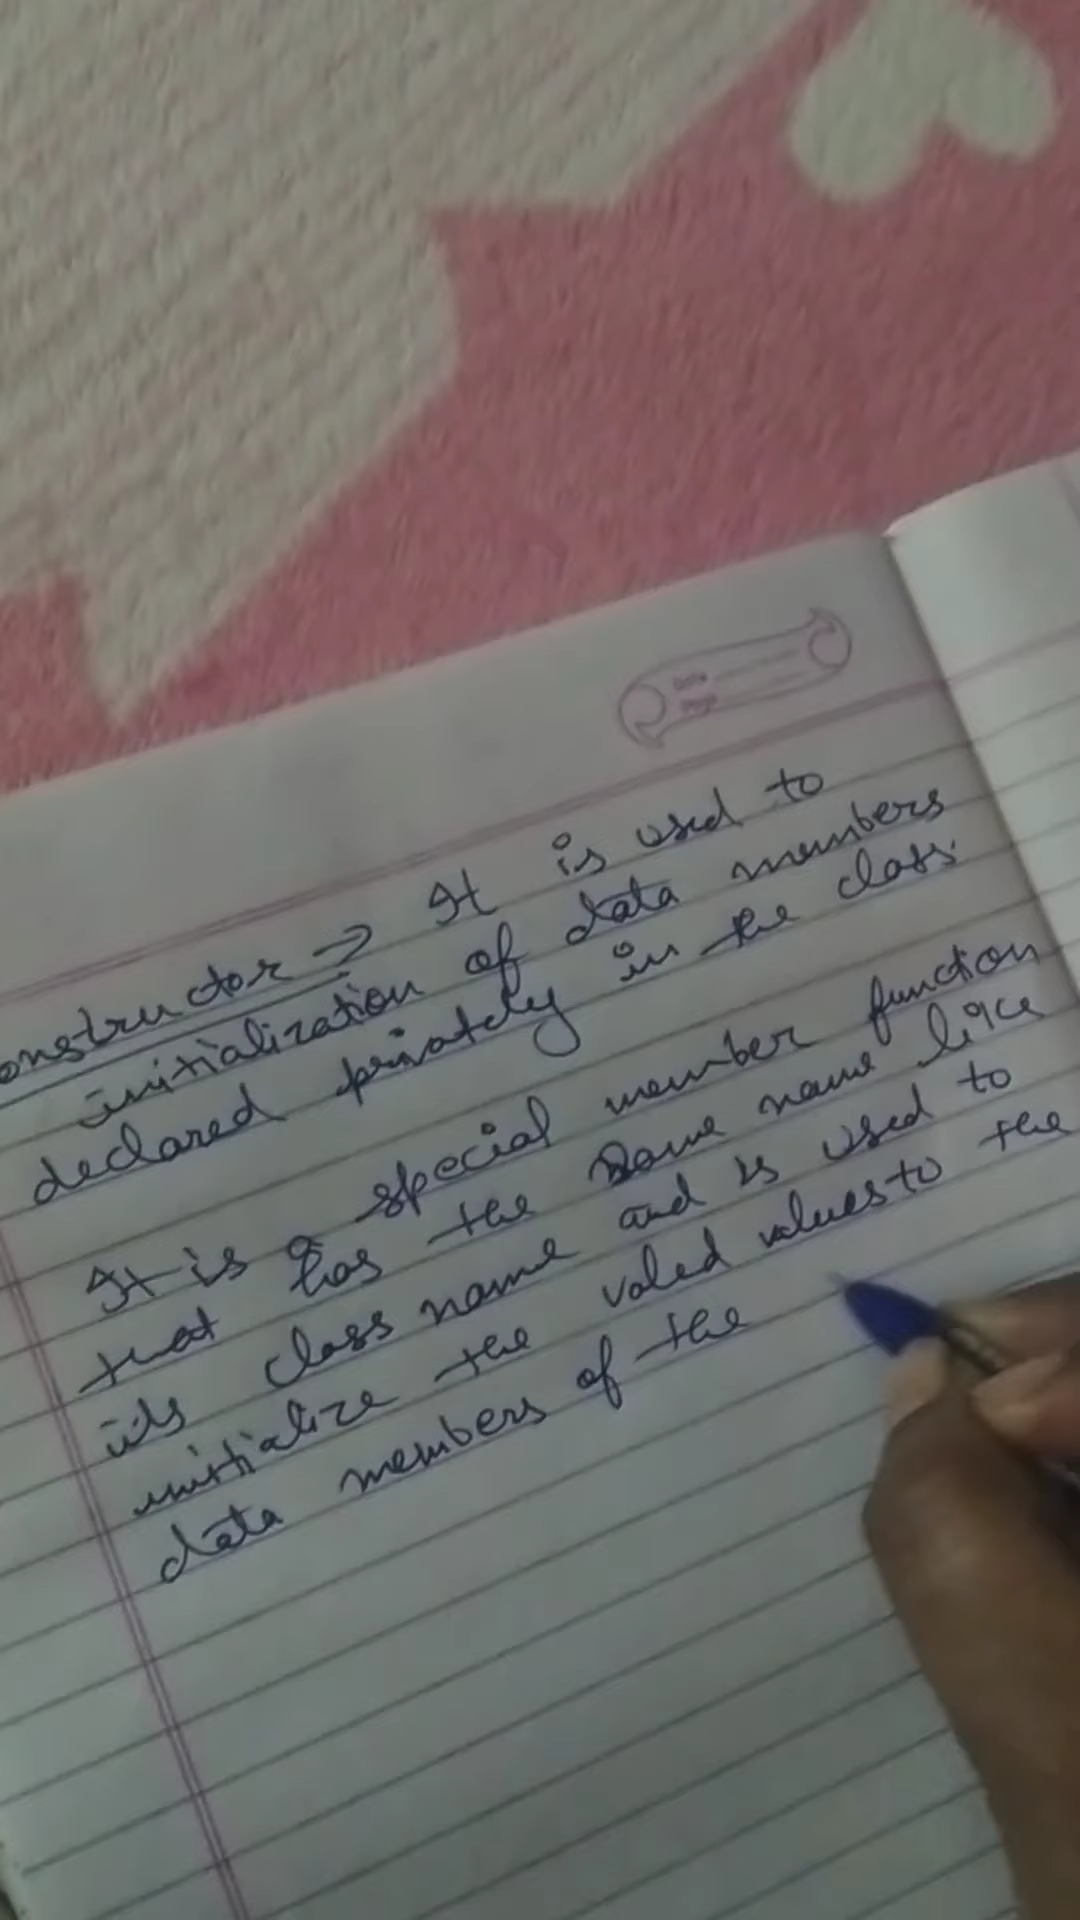 Date
Page
onstructor => It is used to
initialization of data members
declared privately in the class.
It is a special member function
that has the same name like
its class name and is used to
initialize the valed values to the
data members of the